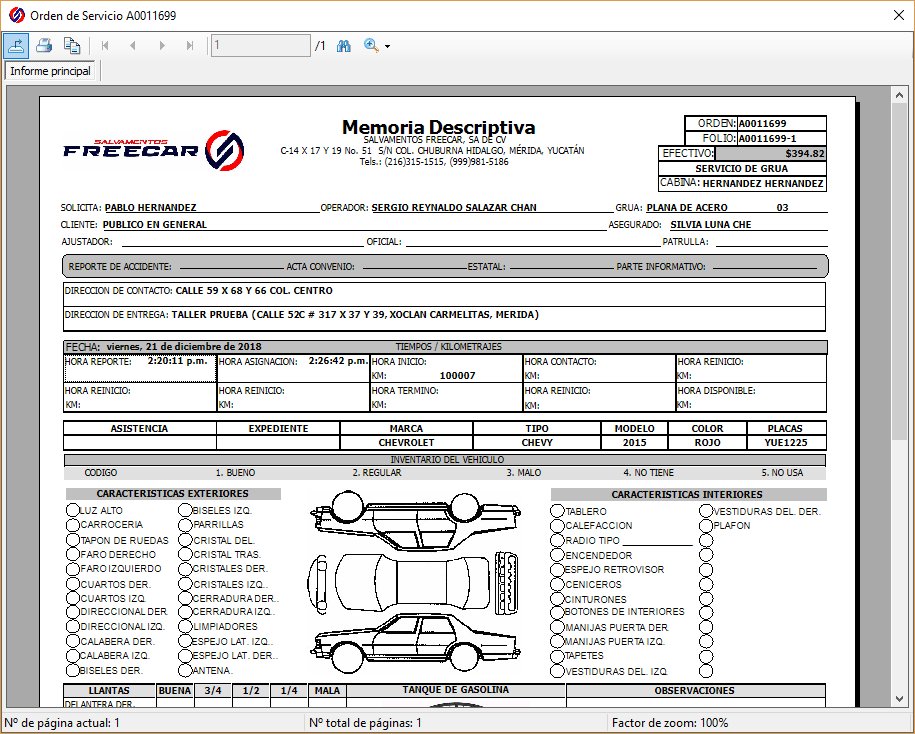 Orden de Servicio A0011699
1 /1
Informe principal
SALVAMENTOS
FREECAR
Memoria Descriptiva
SALVAMENTOS FREECAR, SA DE CV
C-14 X 17 Y 19 No. 51 S/N COL. CHUBURNA HIDALGO, MÉRIDA, YUCATÁN
Tels.: (216)315-1515, (999)981-5186
ORDEN: A0011699
FOLIO: A0011699-1
EFECTIVO: $394.82
SERVICIO DE GRUA
CABINA: HERNANDEZ HERNANDEZ
SOLICITA: PABLO HERNANDEZ OPERADOR: SERGIO REYNALDO SALAZAR CHAN GRUA: PLANA DE ACERO 03
CLIENTE: PUBLICO EN GENERAL ASEGURADO: SILVIA LUNA CHE
AJUSTADOR: OFICIAL: PATRULLA:
REPORTE DE ACCIDENTE: ACTA CONVENIO: ESTATAL: PARTE INFORMATIVO:
DIRECCION DE CONTACTO: CALLE 59 X 68 Y 66 COL. CENTRO
DIRECCION DE ENTREGA: TALLER PRUEBA (CALLE 52C # 317 X 37 Y 39, XOCLAN CARMELITAS, MERIDA)
FECHA: viernes, 21 de diciembre de 2018 TIEMPOS / KILOMETRAJES
HORA REPORTE: 2:20:11 p.m. HORA ASIGNACION: 2:26:42 p.m. HORA INICIO: HORA CONTACTO: HORA REINICIO:
KM: 100007 KM: KM:
HORA REINICIO: HORA REINICIO: HORA TERMINO: HORA REINICIO: HORA DISPONIBLE:
KM: KM: KM: KM: KM:
ASISTENCIA EXPEDIENTE MARCA TIPO MODELO COLOR PLACAS
CHEVROLET CHEVY 2015 ROJO YUE1225
INVENTARIO DEL VEHICULO
CODIGO 1. BUENO 2. REGULAR 3. MALO 4. NO TIENE 5. NO USA
CARACTERISTICAS EXTERIORES
LUZ ALTO BISELES IZQ.
CARROCERIA PARRILLAS
TAPON DE RUEDAS CRISTAL DEL.
FARO DERECHO CRISTAL TRAS.
FARO IZQUIERDO CRISTALES DER.
CUARTOS DER. CRISTALES IZQ..
CUARTOS IZQ. CERRADURA DER..
DIRECCIONAL DER. CERRADURA IZQ..
DIRECCIONAL IZQ. LIMPIADORES
CALABERA DER. ESPEJO LAT. IZQ..
CALABERA IZQ. ESPEJO LAT. DER..
BISELES DER. ANTENA.
CARACTERISTICAS INTERIORES
TABLERO VESTIDURAS DEL. DER.
CALEFACCION PLAFON
RADIO TIPO
ENCENDEDOR
ESPEJO RETROVISOR
CENICEROS
CINTURONES
BOTONES DE INTERIORES
MANIJAS PUERTA DER.
MANIJAS PUERTA IZQ.
TAPETES
VESTIDURAS DEL. IZQ.
LLANTAS BUENA 3/4 1/2 1/4 MALA TANQUE DE GASOLINA OBSERVACIONES
DELANTERA DER.
Nº de página actual: 1 Nº total de páginas: 1 Factor de zoom: 100%